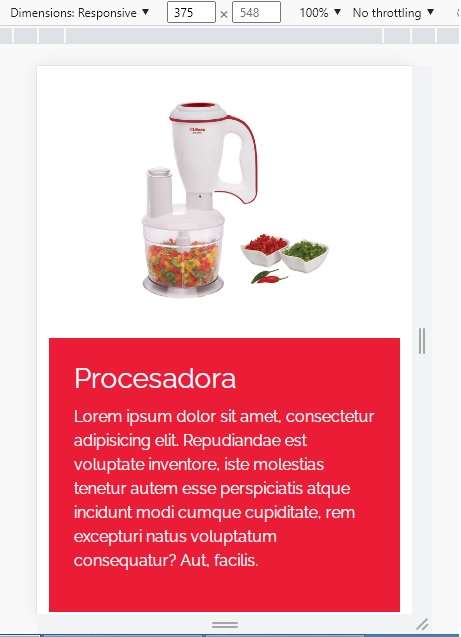 Dimensions: Responsive ▼ 375 × 548 100% ▼ No throttling ▼
Procesadora
Lorem ipsum dolor sit amet, consectetur
adipisicing elit. Repudiandae est
voluptate inventore, iste molestias
tenetur autem esse perspiciatis atque
incidunt modi cumque cupiditate, rem
excepturi natus voluptatum
consequatur? Aut, facilis.